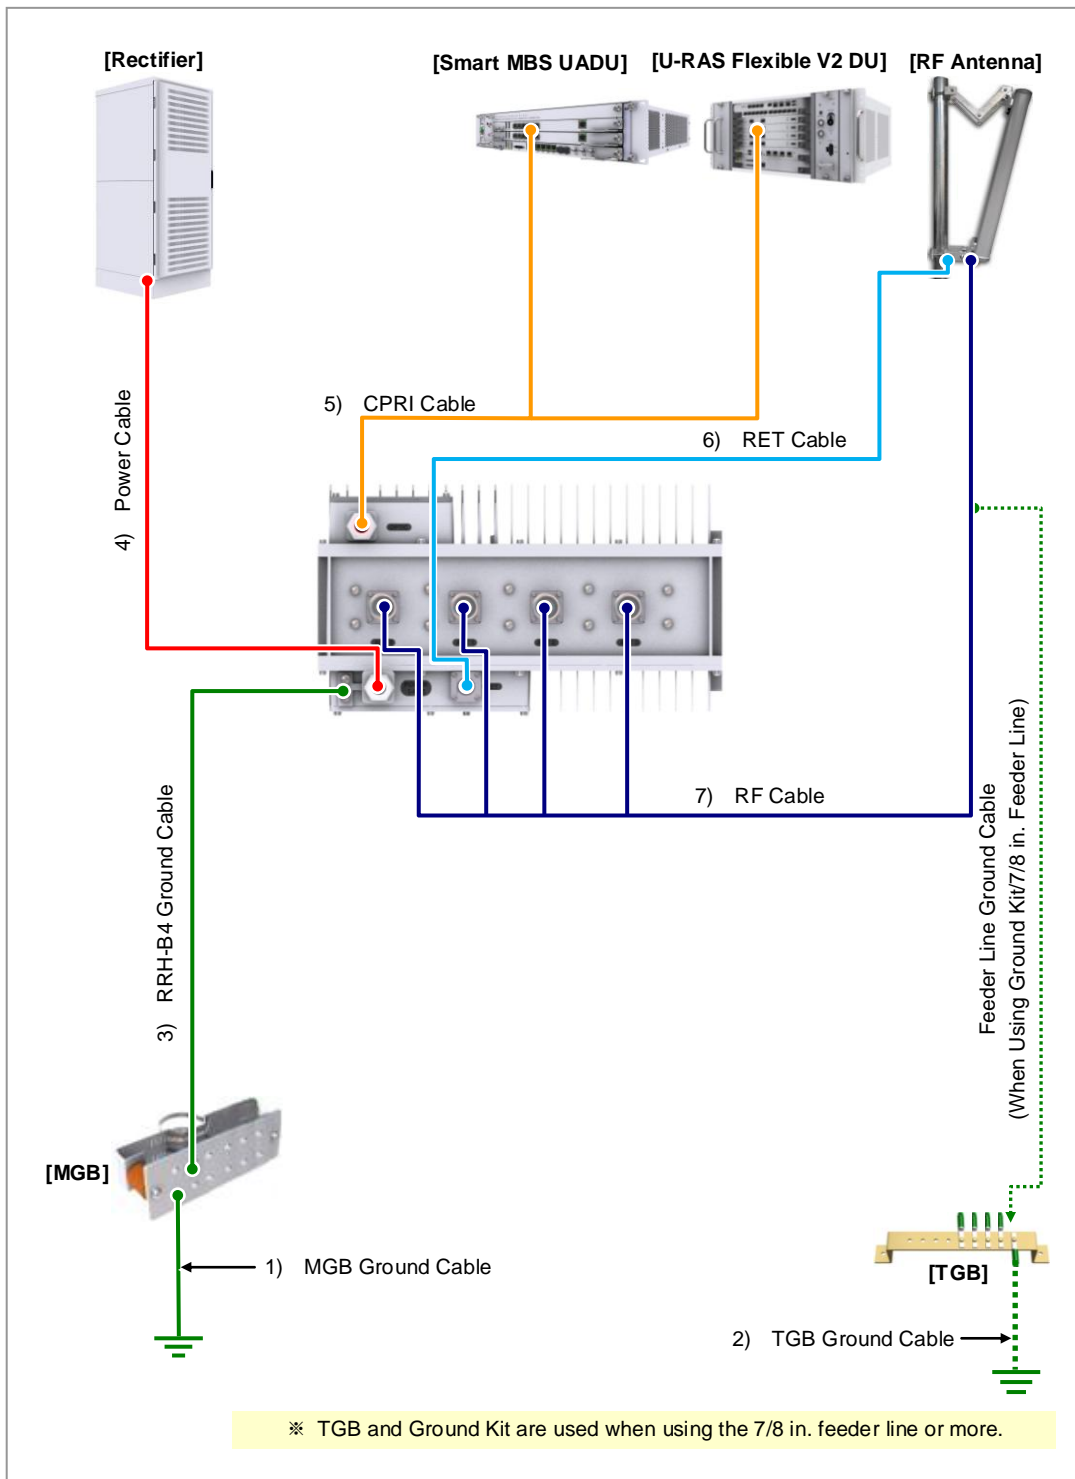 [Rectifier]
[Smart MBS UADU]
[U-RAS Flexible V2 DU]
[RF Antenna]
5) CPRI Cable
6) RET Cable
4) Power Cable
7) RF Cable
3) RRH-B4 Ground Cable
Feeder Line Ground Cable
(When Using Ground Kit/7/8 in. Feeder Line)
[MGB]
1) MGB Ground Cable
[TGB]
2) TGB Ground Cable
※ TGB and Ground Kit are used when using the 7/8 in. feeder line or more.